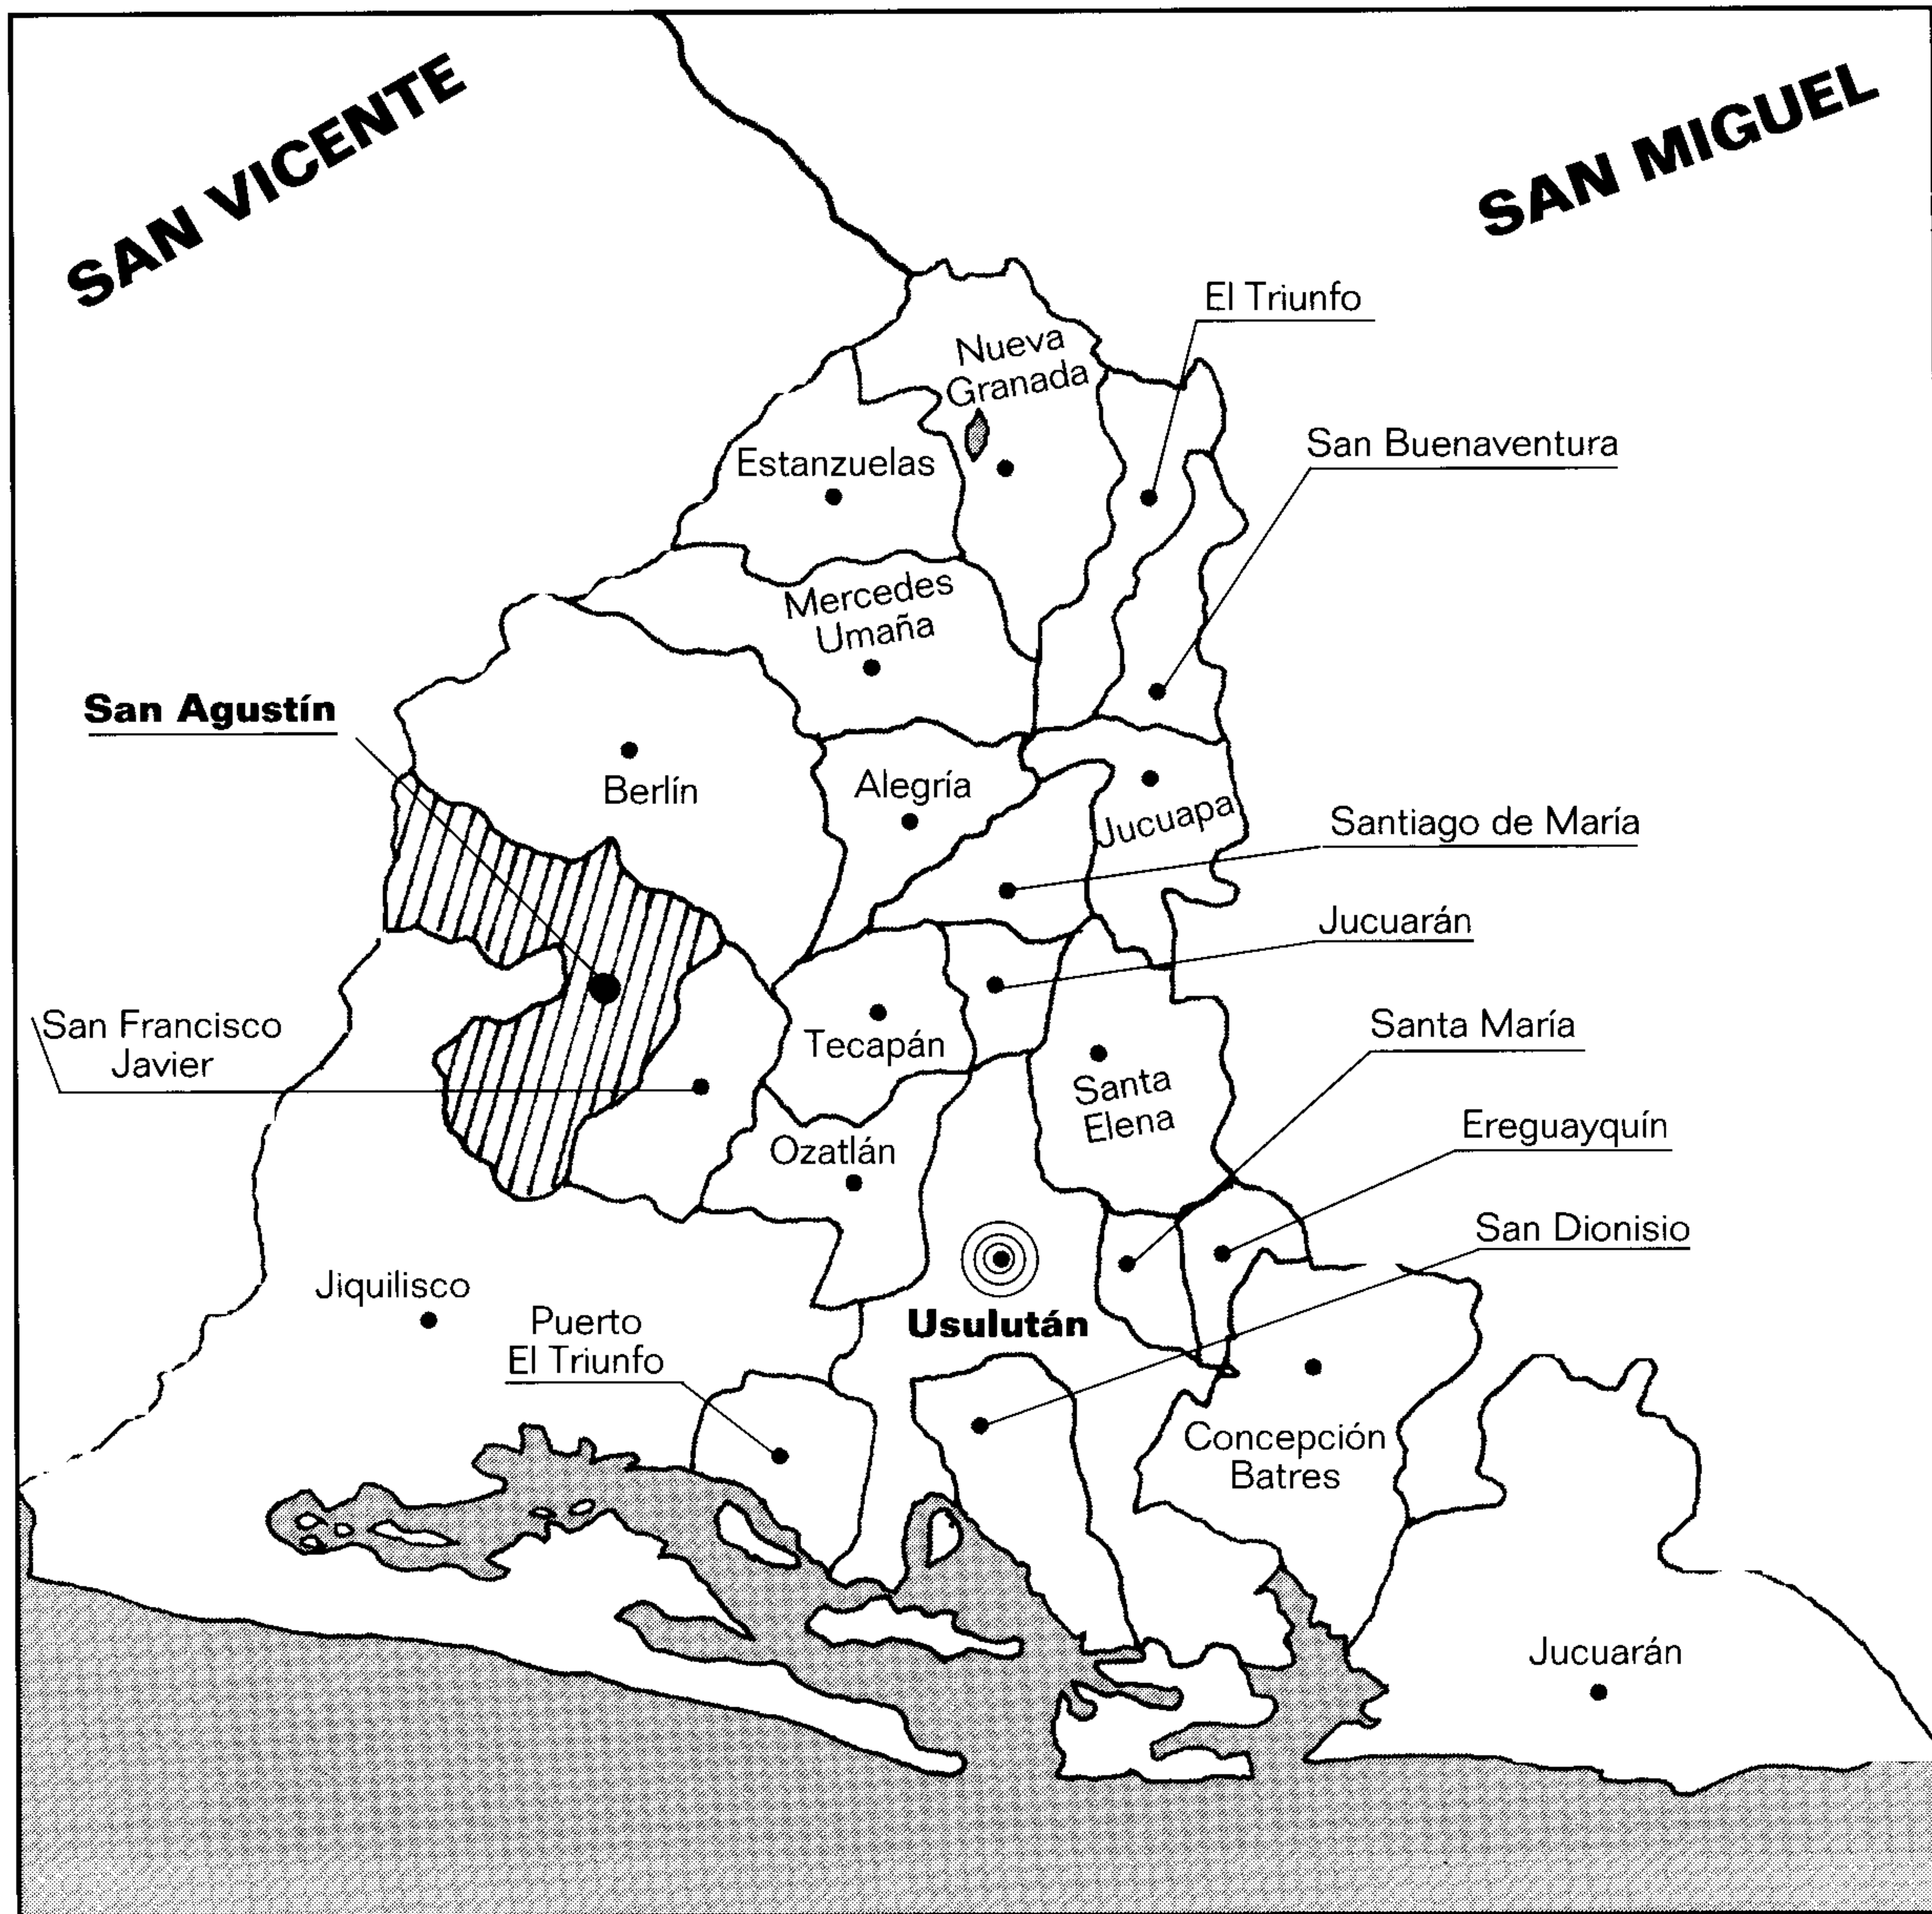 SAN VICENTE
SAN MIGUEL
El Triunfo
Nueva
Granada
San Buenaventura
Estanzuelas
Mercedes
Umaña
San Agustín
Berlín
Alegría
Jucuapa
Santiago de María
Jucuarán
San Francisco
Javier
Tecapán
Santa María
Santa
Elena
Ereguayquín
Ozatlán
San Dionisio
Jiquilisco
Puerto
El Triunfo
Usulután
Concepción
Batres
Jucuarán